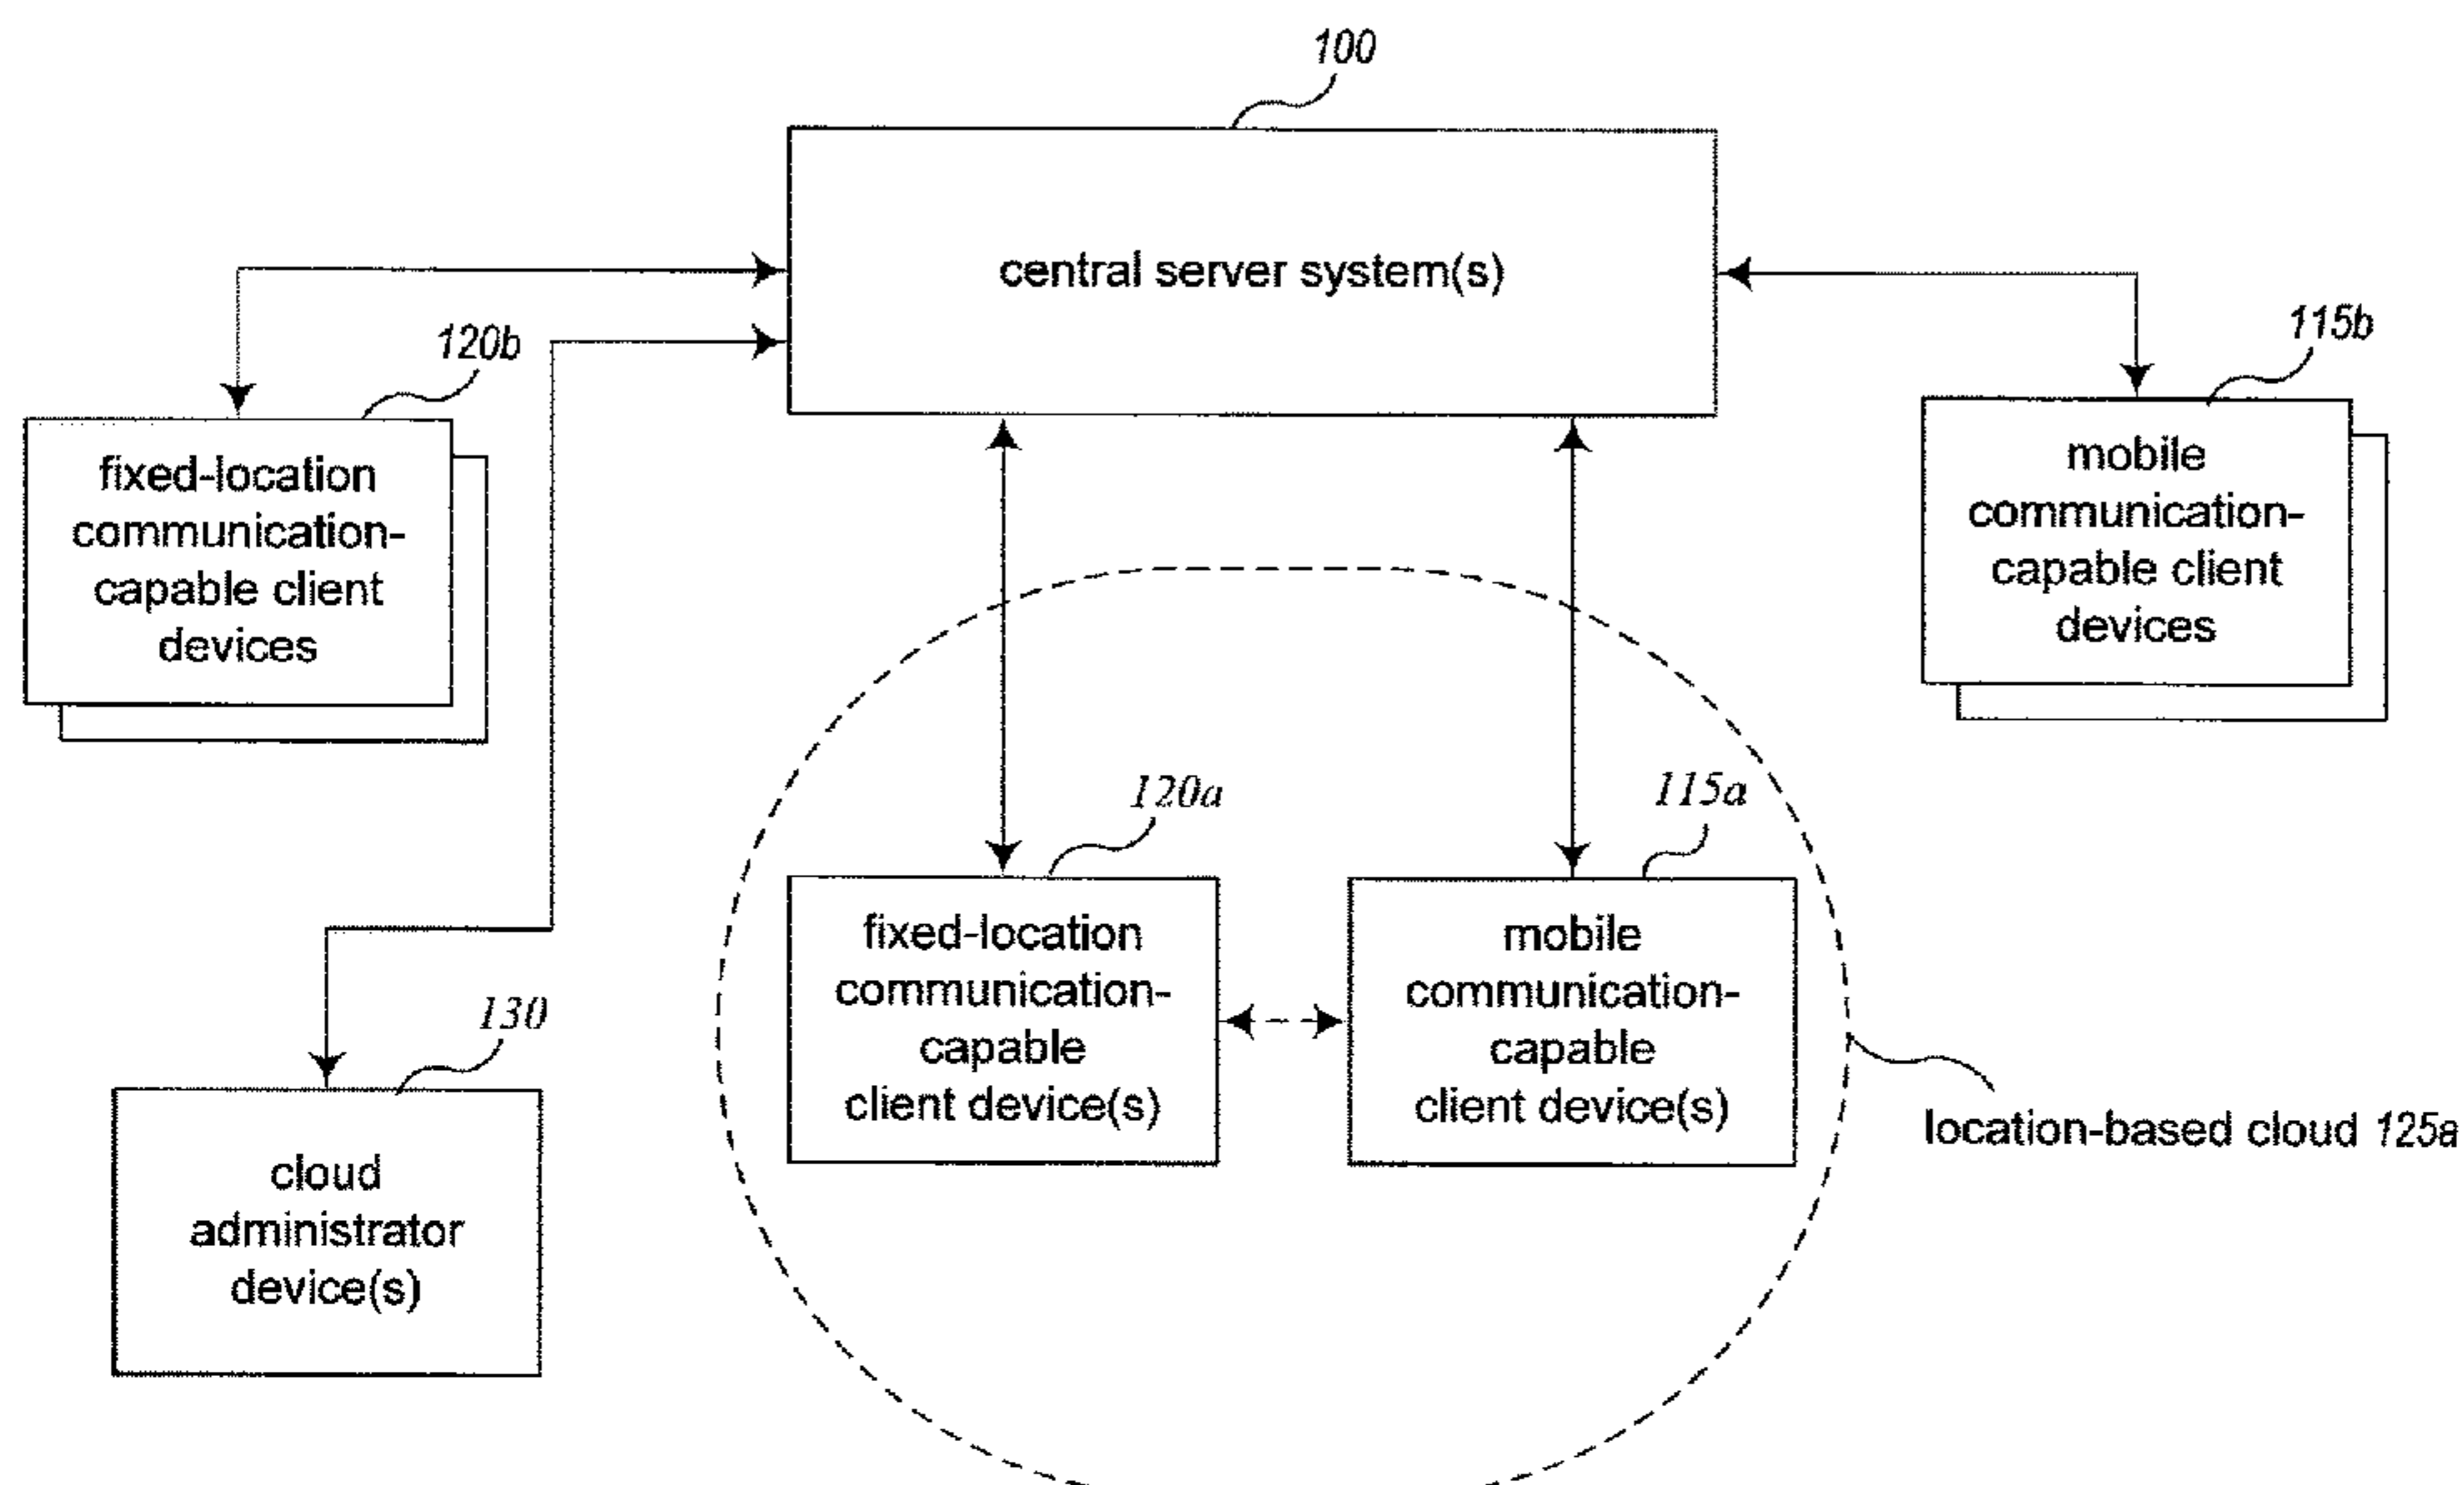 100
central server system(s)
120b
fixed-location
communication-
capable client
devices
115b
mobile
communication-
capable client
devices
120a
fixed-location
communication-
capable
client device(s)
115a
mobile
communication-
capable
client device(s)
location-based cloud 125a
130
cloud
administrator
device(s)